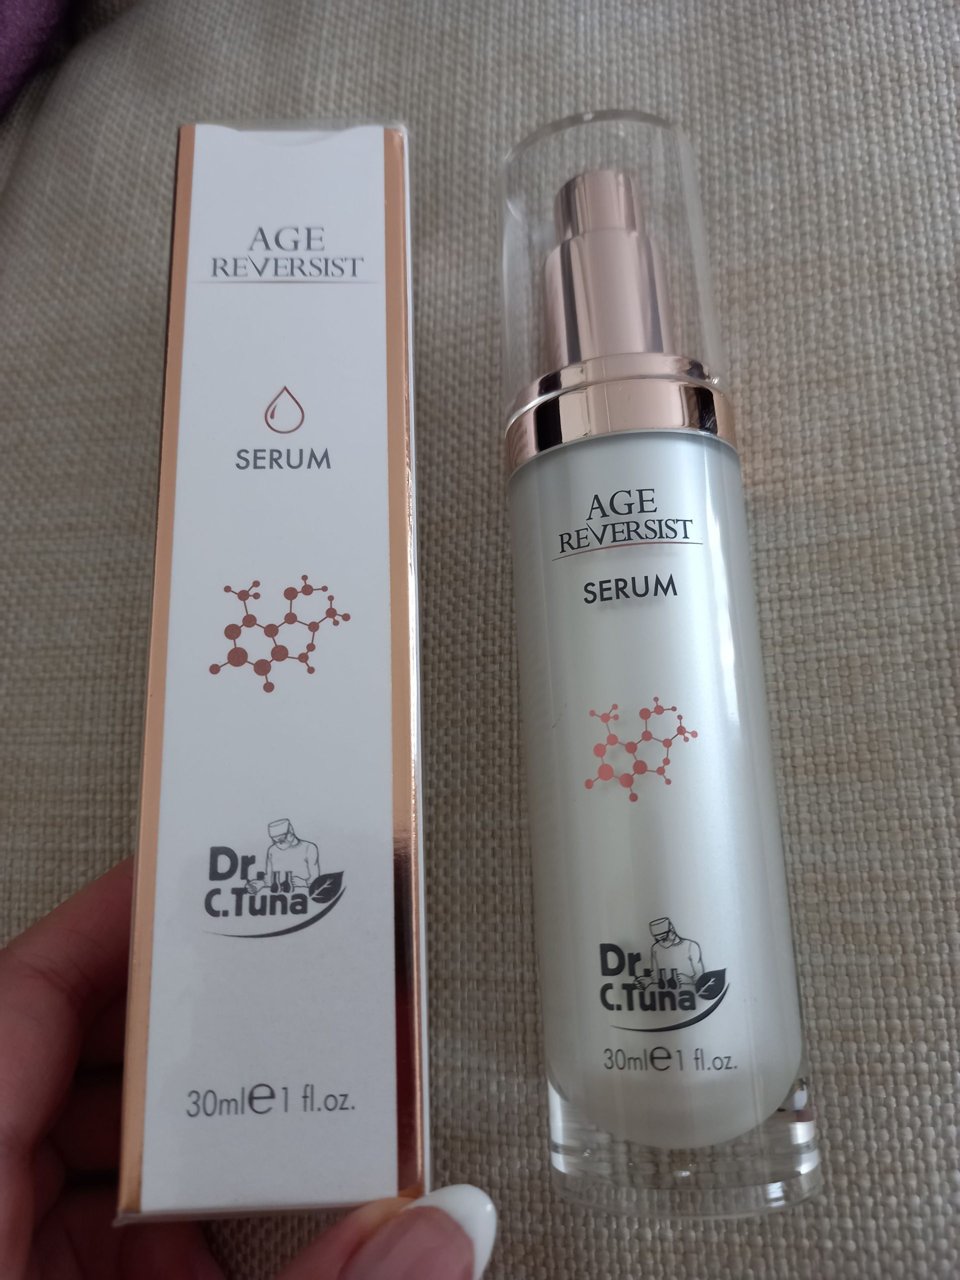 AGE
REVERSIST
SERUM
Dr.
C.Tuna
30ml e 1 fl.oz.
AGE
REVERSIST
SERUM
Dr.
C.Tuna
30ml e 1 fl.oz.